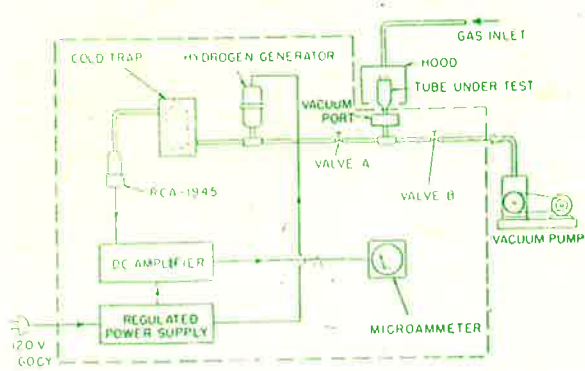 GAS INLET
COLD TRAP
HYDROGEN GENERATOR
HOOD
TUBE UNDER TEST
VACUUM
PORT
VALVE A
VALVE B
RCA-1945
VACUUM PUMP
DC AMPLIFIER
REGULATED
POWER SUPPLY
MICROAMMETER
120 V
60CY